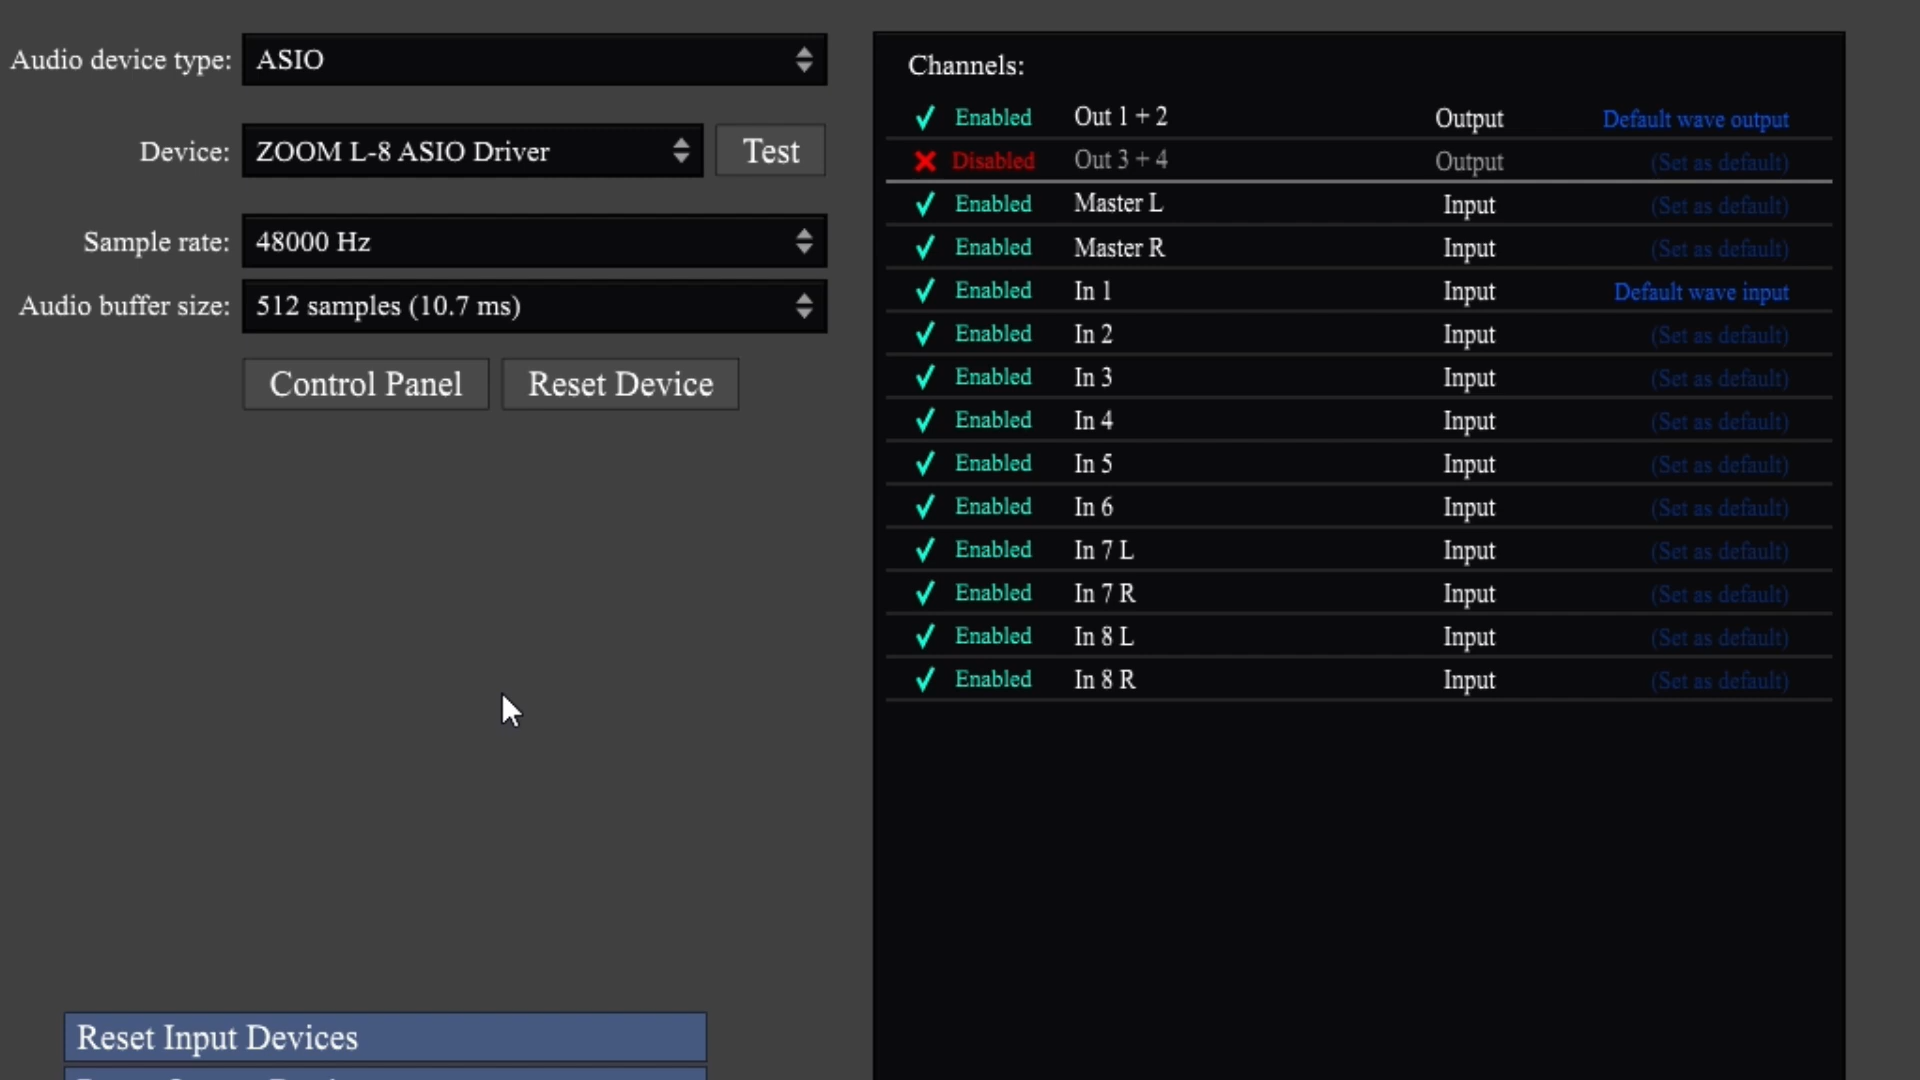 Audio device type: ASIO
Device: ZOOM L-8 ASIO Driver Test
Sample rate: 48000 Hz
Audio buffer size: 512 samples (10.7 ms)
Control Panel Reset Device
Reset Input Devices
Channels:
Enabled Out 1 + 2 Output Default wave output
Disabled Out 3 + 4 Output (Set as default)
Enabled Master L Input (Set as default)
Enabled Master R Input (Set as default)
Enabled In 1 Input Default wave input
Enabled In 2 Input (Set as default)
Enabled In 3 Input (Set as default)
Enabled In 4 Input (Set as default)
Enabled In 5 Input (Set as default)
Enabled In 6 Input (Set as default)
Enabled In 7 L Input (Set as default)
Enabled In 7 R Input (Set as default)
Enabled In 8 L Input (Set as default)
Enabled In 8 R Input (Set as default)